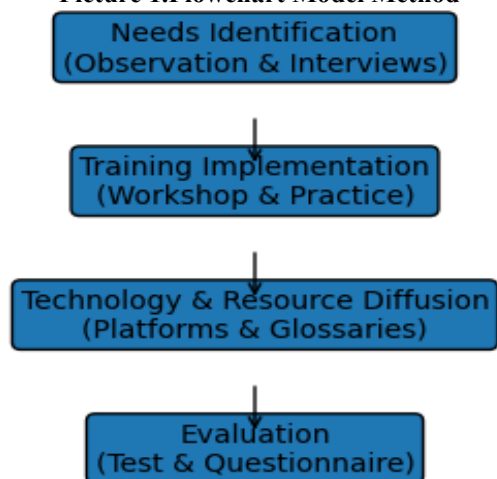 Picture 1.Flowchart Model Method
Needs Identification
(Observation & Interviews)
Training Implementation
(Workshop & Practice)
Technology & Resource Diffusion
(Platforms & Glossaries)
Evaluation
(Test & Questionnaire)